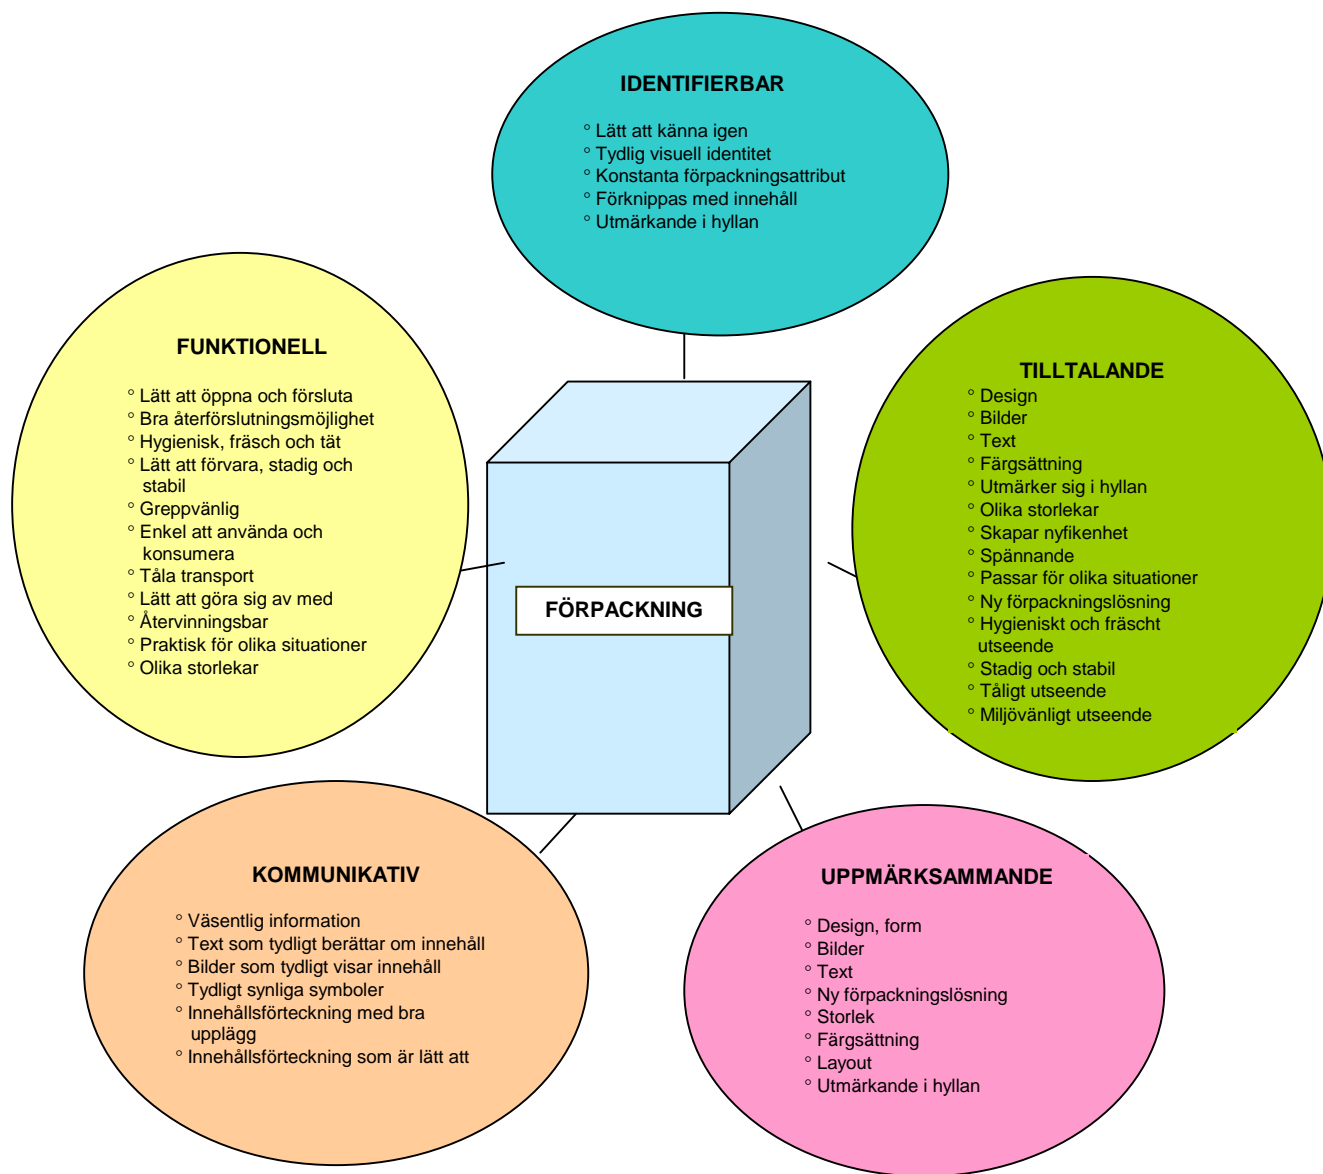 IDENTIFIERBAR
° Lätt att känna igen
° Tydlig visuell identitet
° Konstanta förpackningsattribut
° Förknippas med innehåll
° Utmärkande i hyllan
FUNKTIONELL
° Lätt att öppna och försluta
° Bra återförslutningsmöjlighet
° Hygienisk, fräsch och tät
° Lätt att förvara, stadig och
stabil
° Greppvänlig
° Enkel att använda och
konsumera
° Tåla transport
° Lätt att göra sig av med
° Återvinningsbar
° Praktisk för olika situationer
° Olika storlekar
FÖRPACKNING
TILLTALANDE
° Design
° Bilder
° Text
° Färgsättning
° Utmärker sig i hyllan
° Olika storlekar
° Skapar nyfikenhet
° Spännande
° Passar för olika situationer
° Ny förpackningslösning
° Hygieniskt och fräscht
utseende
° Stadig och stabil
° Tåligt utseende
° Miljövänligt utseende
KOMMUNIKATIV
° Väsentlig information
° Text som tydligt berättar om innehåll
° Bilder som tydligt visar innehåll
° Tydligt synliga symboler
° Innehållsförteckning med bra
upplägg
° Innehållsförteckning som är lätt att
UPPMÄRKSAMMANDE
° Design, form
° Bilder
° Text
° Ny förpackningslösning
° Storlek
° Färgsättning
° Layout
° Utmärkande i hyllan